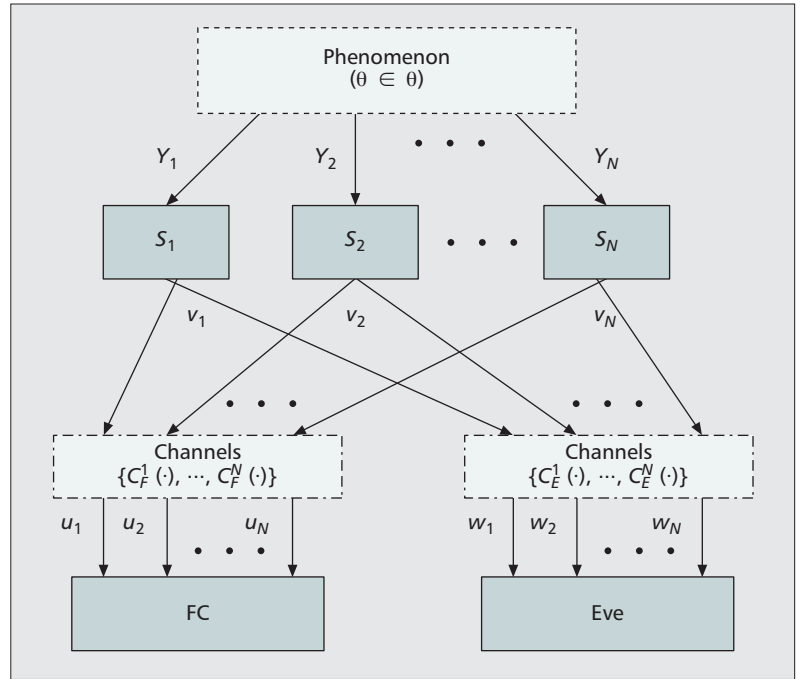 Phenomenon
(θ ∈ θ)
Y1 Y2 YN
S1 S2 SN
v1 v2 vN
Channels Channels
{C_F^1 (·), ···, C_F^N (·)} {C_E^1 (·), ···, C_E^N (·)}
u1 u2 uN w1 w2 wN
FC Eve